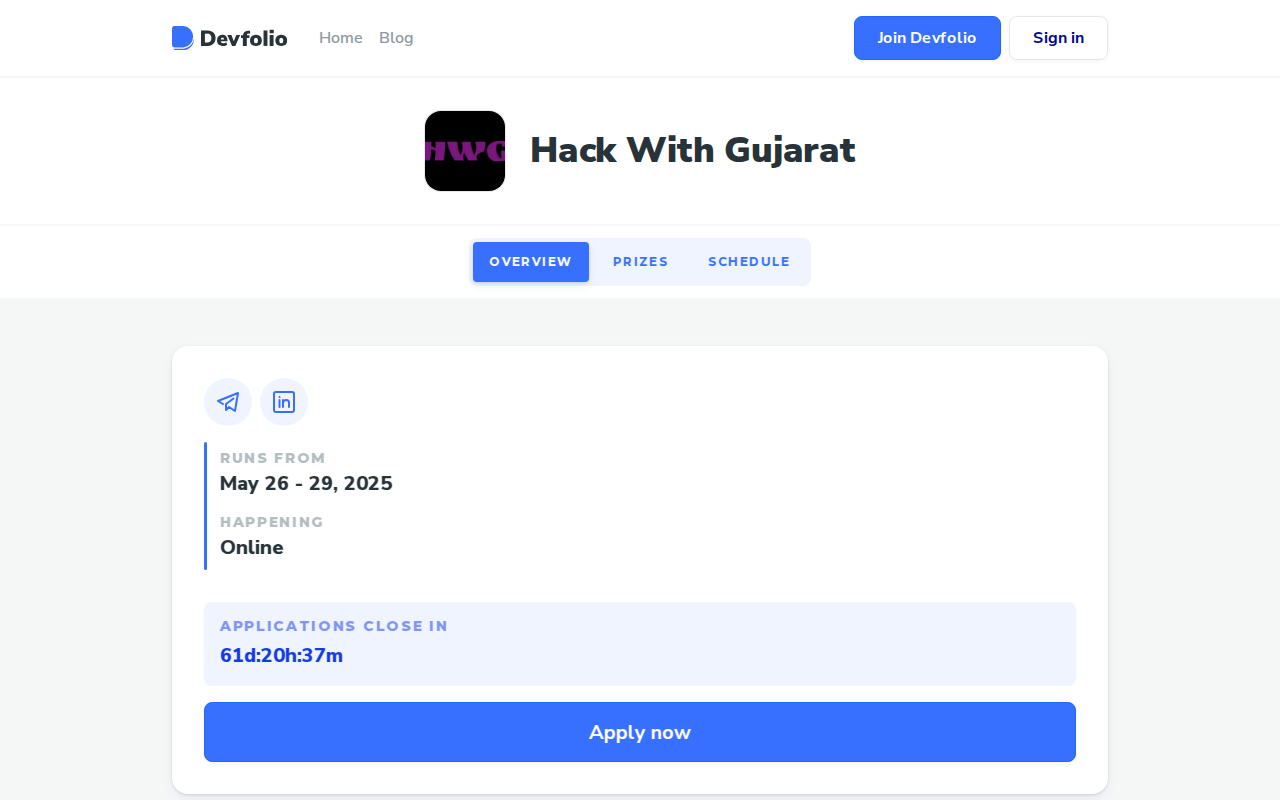 Devfolio
Home
Blog
Join Devfolio
Sign in
HWG
Hack With Gujarat
OVERVIEW
PRIZES
SCHEDULE
in
RUNS FROM
May 26 - 29, 2025
HAPPENING
Online
APPLICATIONS CLOSE IN
61d:20h:37m
Apply now